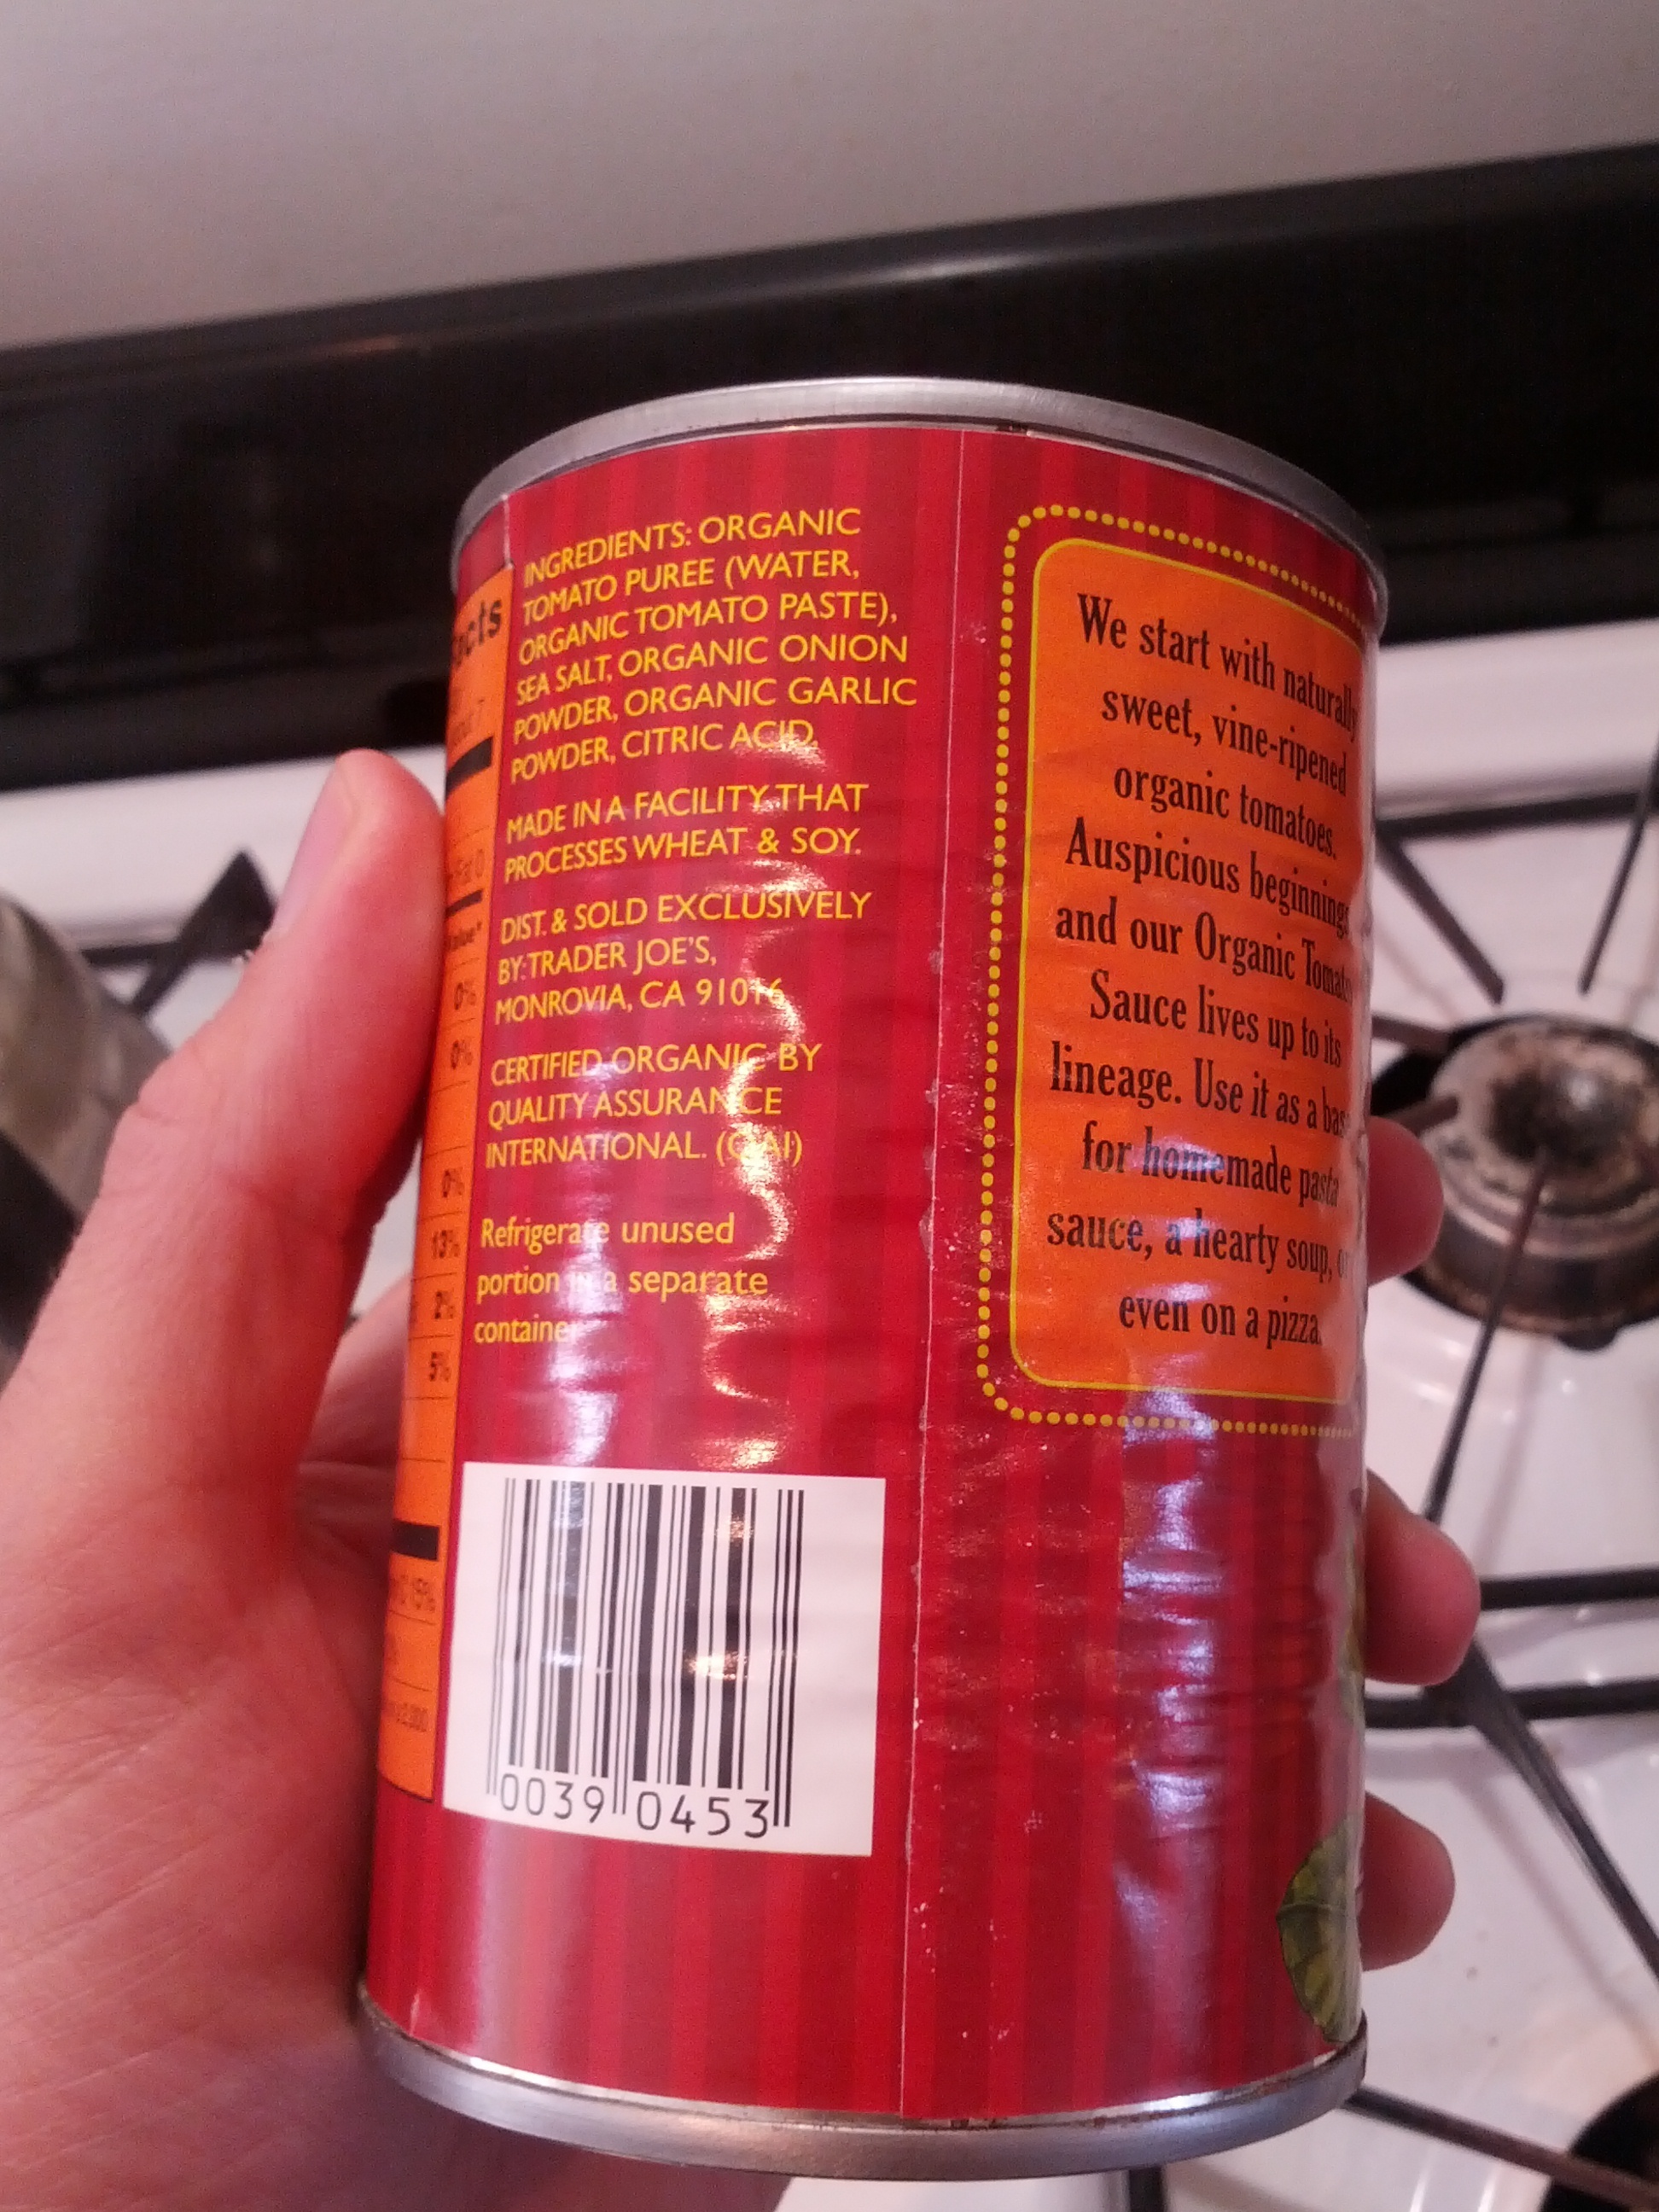 INGREDIENTS: ORGANIC
TOMATO PUREE (WATER,
ORGANIC TOMATO PASTE),
SEA SALT, ORGANIC ONION
POWDER, ORGANIC GARLIC
POWDER, CITRIC ACID.
MADE IN A FACILITY THAT
PROCESSES WHEAT & SOY.
DIST. & SOLD EXCLUSIVELY
BY: TRADER JOE'S,
MONROVIA, CA 91016
CERTIFIED ORGANIC BY
QUALITY ASSURANCE
INTERNATIONAL. (QAI)
Refrigerate unused
portion in a separate
container
0039 0453
We start with naturally
sweet, vine-ripened
organic tomatoes.
Auspicious beginnings
and our Organic Tomato
Sauce lives up to its
lineage. Use it as a
for homemade pasta
sauce, a hearty soup,
even on a pizza.
0%
0%
0%
13%
2%
5%
15%